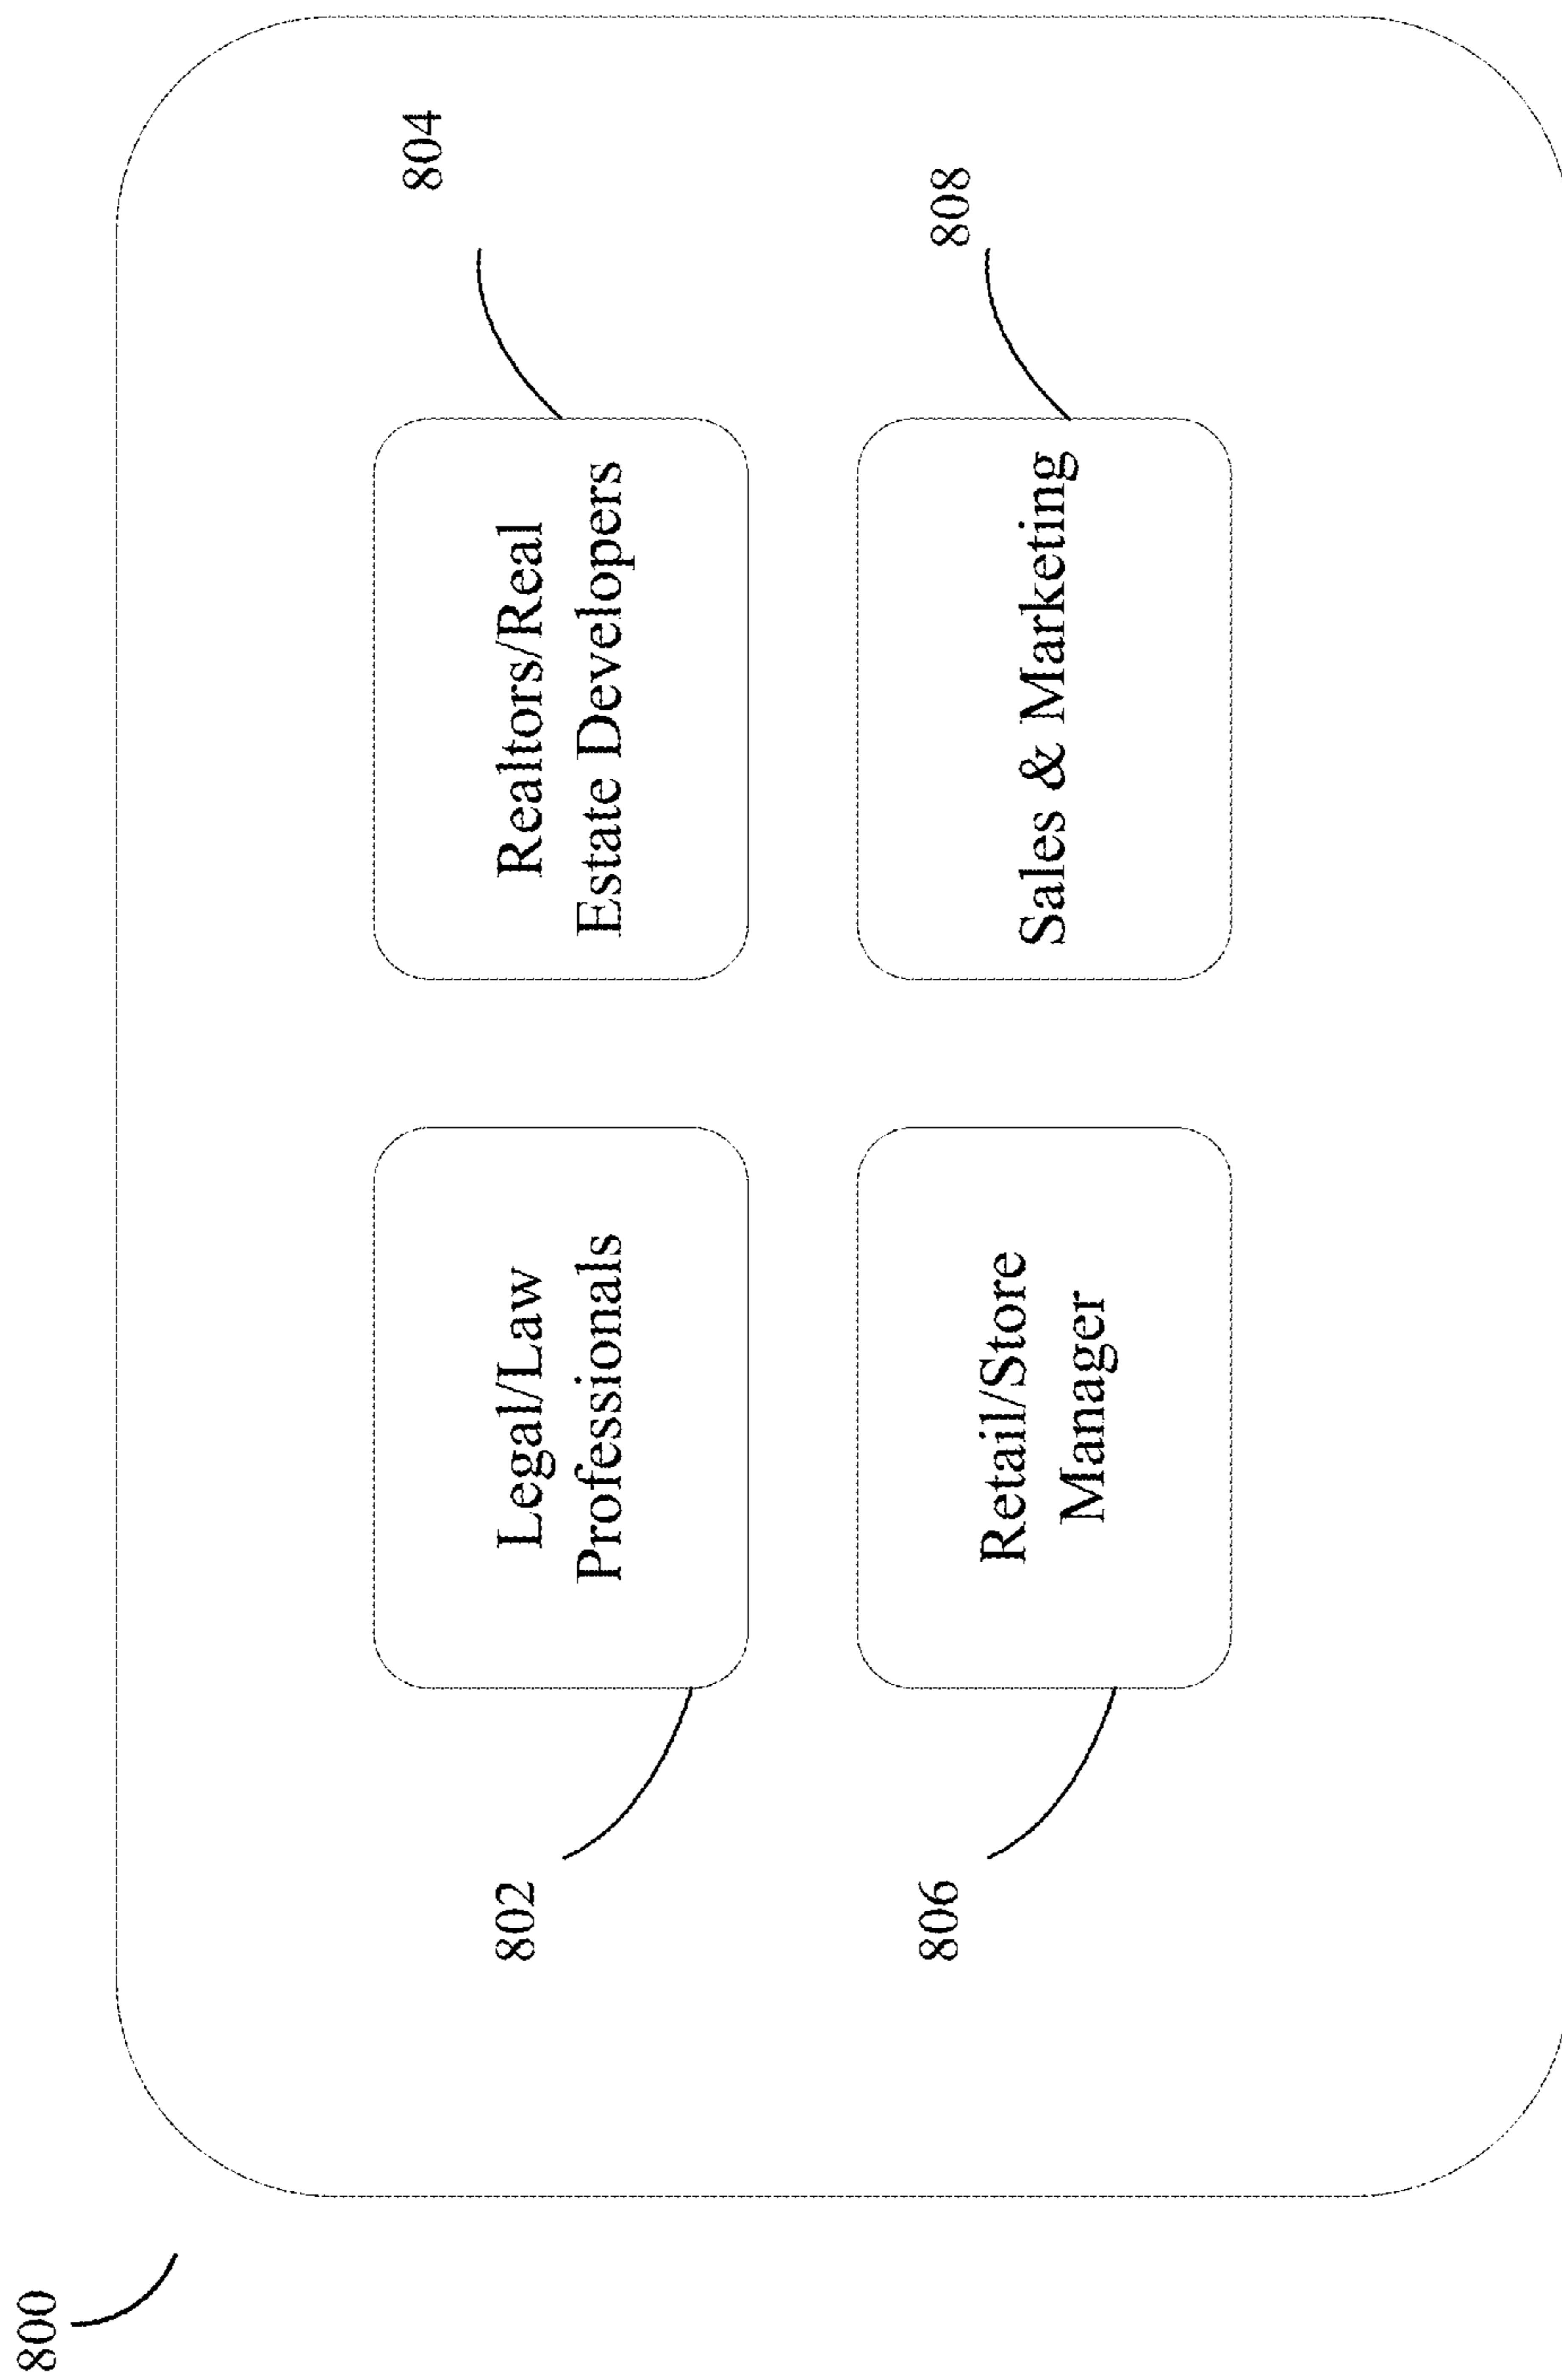 800
802
Legal/Law
Professionals
Realtors/Real
Estate Developers
804
806
Retail/Store
Manager
Sales & Marketing
808